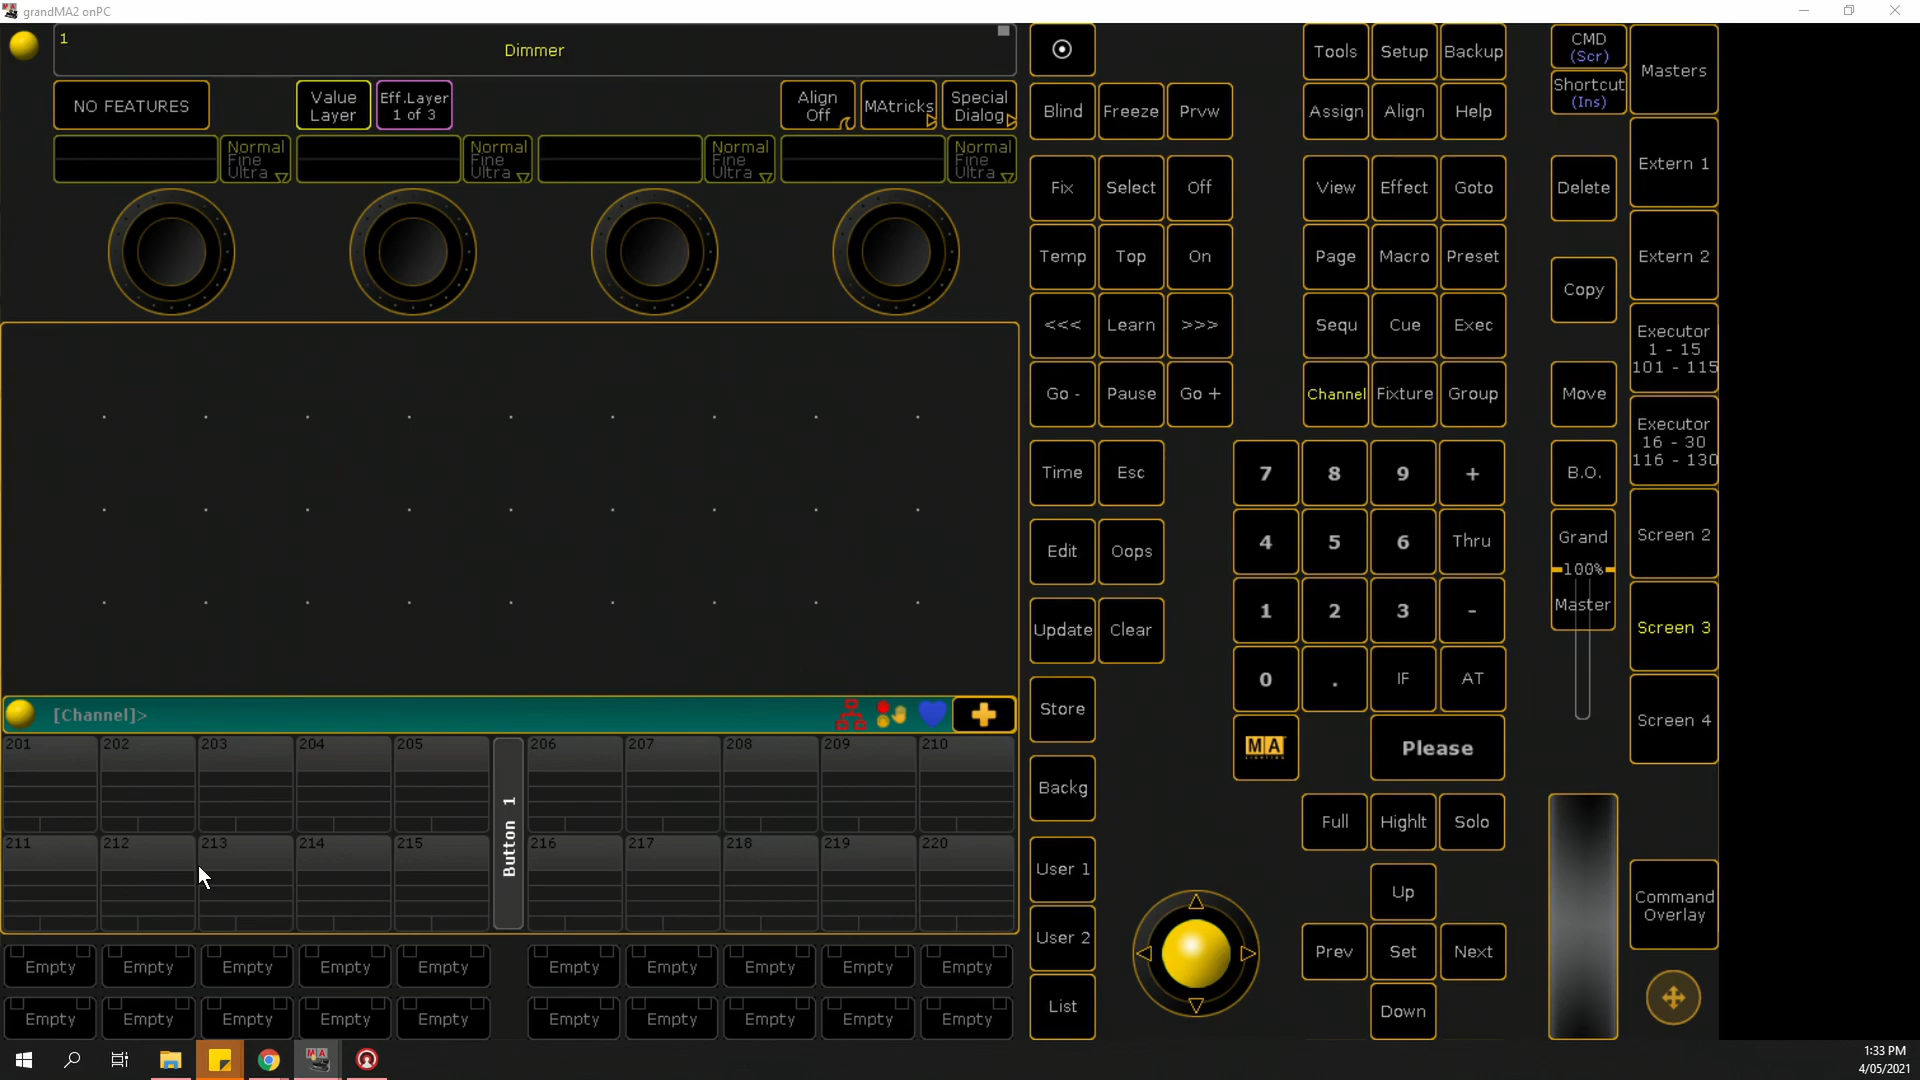 grandMA2 onPC
1
Dimmer
NO FEATURES
Value
Layer
Eff.Layer
1 of 3
Align
Off
MAtricks
Special
Dialog
Normal
Fine
Ultra
Normal
Fine
Ultra
Normal
Fine
Ultra
Normal
Fine
Ultra
[Channel]>
201 202 203 204 205 206 207 208 209 210
Button 1
211 212 213 214 215 216 217 218 219 220
Empty Empty Empty Empty Empty Empty Empty Empty Empty Empty
Empty Empty Empty Empty Empty Empty Empty Empty Empty Empty
Blind Freeze Prvw
Fix Select Off
Temp Top On
<<< Learn >>>
Go - Pause Go +
Time Esc
Edit Oops
Update Clear
Store
Backg
User 1
User 2
List
Tools Setup Backup
Assign Align Help
View Effect Goto
Page Macro Preset
Sequ Cue Exec
Channel Fixture Group
7 8 9 +
4 5 6 Thru
1 2 3 -
0 . IF AT
MA
LIGHTING
Please
Full Highlt Solo
Up
Prev Set Next
Down
CMD
(Scr)
Shortcut
(Ins)
Delete
Copy
Move
B.O.
Grand
100%
Master
Masters
Extern 1
Extern 2
Executor
1 - 15
101 - 115
Executor
16 - 30
116 - 130
Screen 2
Screen 3
Screen 4
Command
Overlay
1:33 PM
4/05/2021